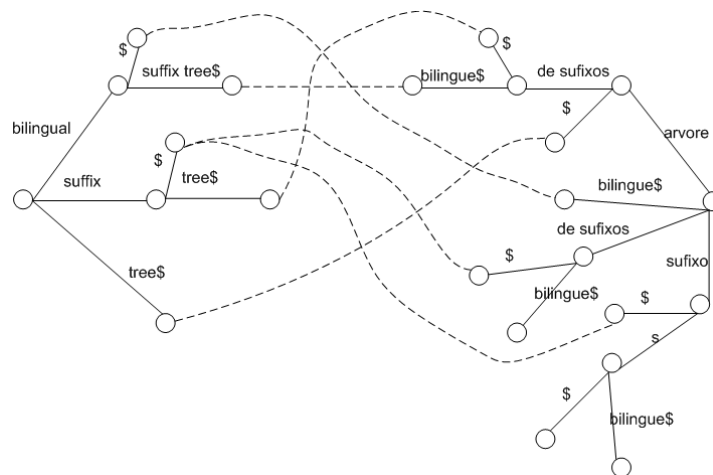 $
$
suffix tree$
bilingue$
de sufixos
$
bilingual
arvore
$
suffix
tree$
bilingue$
de sufixos
$
sufixo
tree$
bilingue$
$
s
$
bilingue$